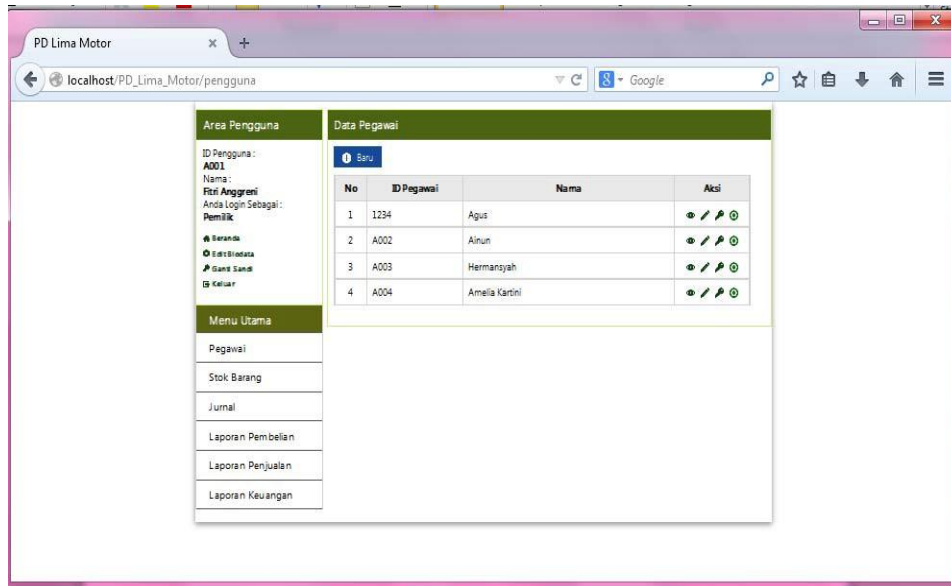 PD Lima Motor
localhost/PD_Lima_Motor/pengguna
8 Google
Area Pengguna
ID Pengguna :
A001
Nama :
Fitri Anggreni
Anda Login Sebagai :
Pemilik
Beranda
Edit Biodata
Ganti Sandi
Keluar
Menu Utama
Pegawai
Stok Barang
Jurnal
Laporan Pembelian
Laporan Penjualan
Laporan Keuangan
Data Pegawai
Baru
No ID Pegawai Nama Aksi
1 1234 Agus
2 A002 Ainun
3 A003 Hermansyah
4 A004 Amelia Kartini